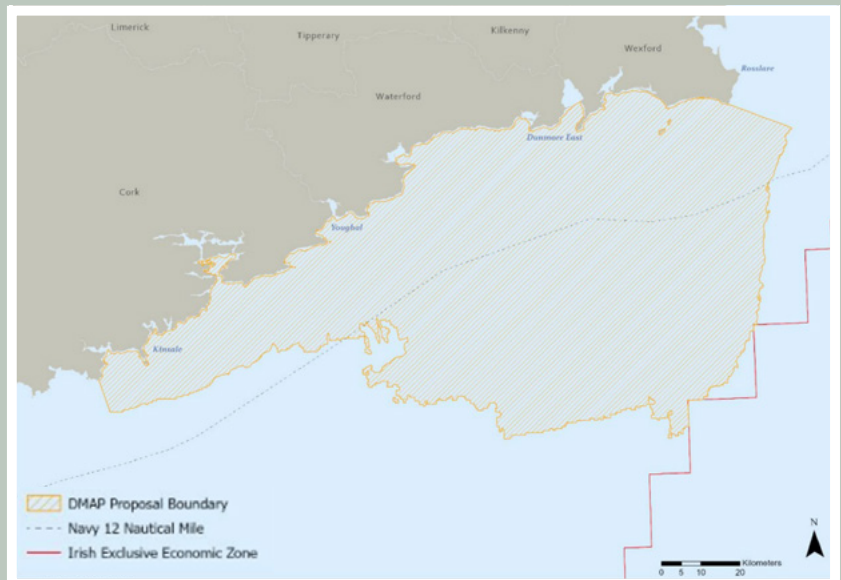 Limerick
Tipperary
Kilkenny
Wexford
Rosslare
Waterford
Dunmore East
Cork
Youghal
Kinsale
DMAP Proposal Boundary
Navy 12 Nautical Mile
Irish Exclusive Economic Zone
N
Kilometers
0 5 10 20